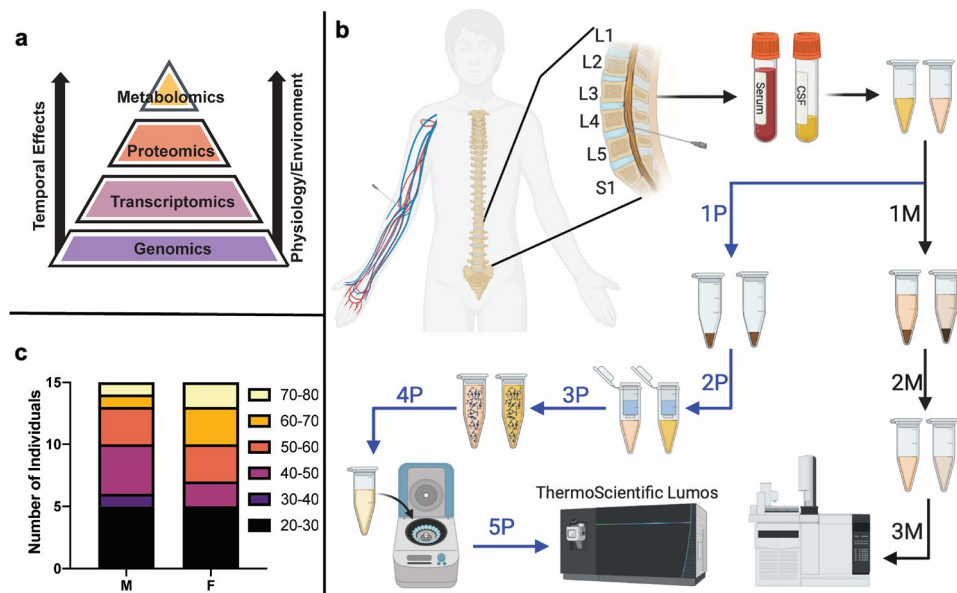 a
Metabolomics
Proteomics
Transcriptomics
Genomics
Temporal Effects
Physiology/Environment
b
L1
L2
L3
L4
L5
S1
Serum
CSF
1P
1M
2P
2M
3P
4P
5P
3M
ThermoScientific Lumos
c
Number of Individuals
15
10
5
0
M
F
70-80
60-70
50-60
40-50
30-40
20-30